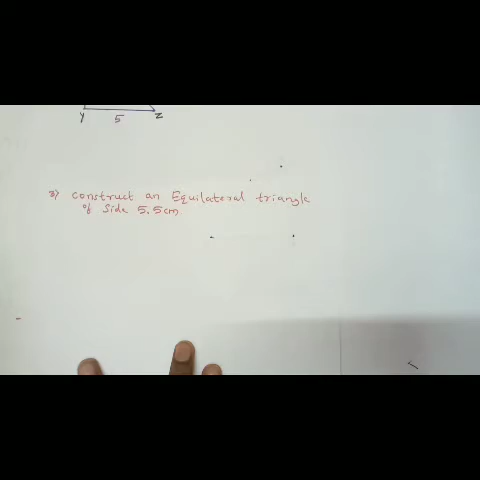 Y 5 Z
3) construct an Equilateral triangle
of side 5.5cm